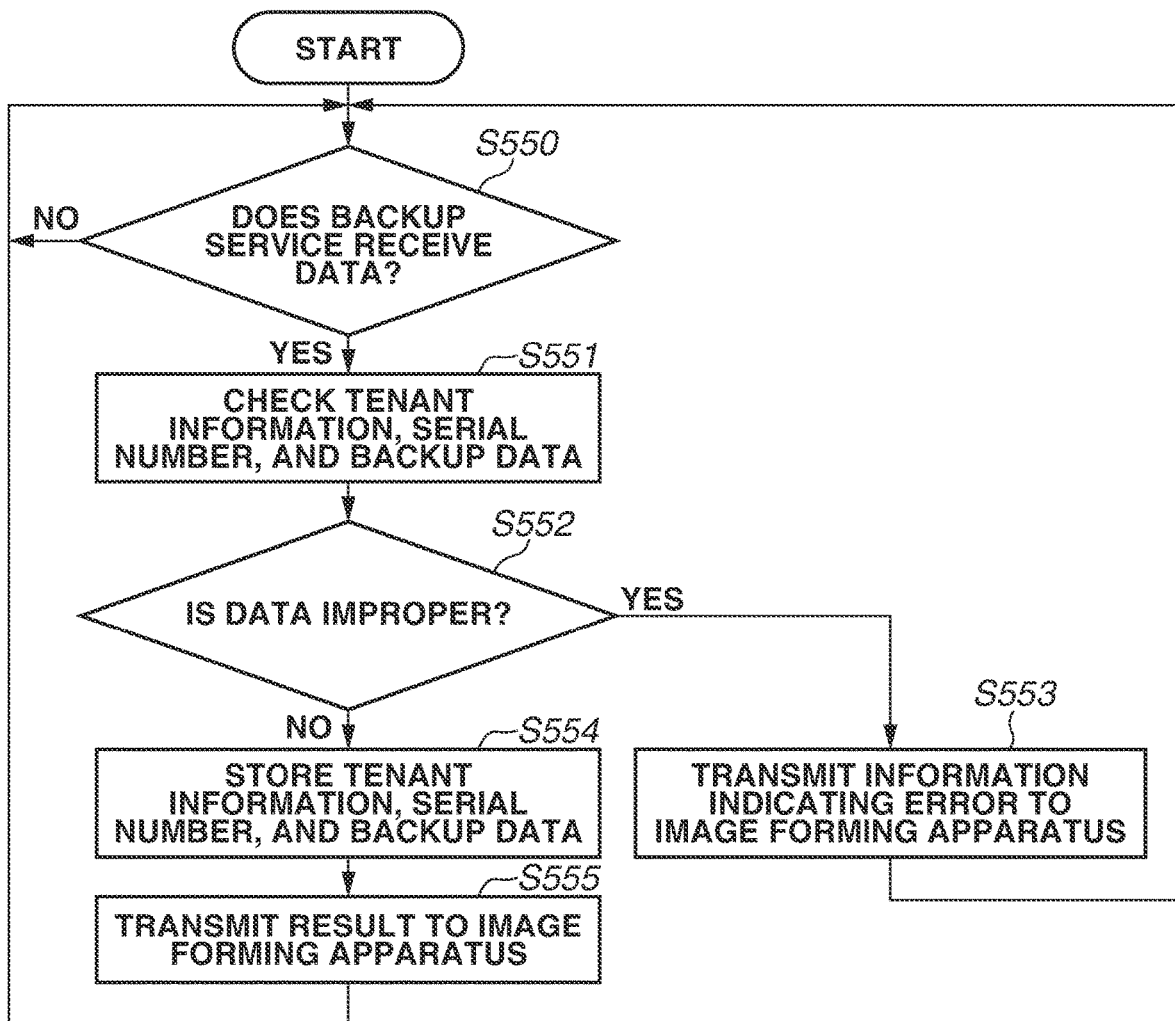 START
S550
NO
DOES BACKUP
SERVICE RECEIVE
DATA?
YES
S551
CHECK TENANT
INFORMATION, SERIAL
NUMBER, AND BACKUP DATA
S552
IS DATA IMPROPER?
YES
NO
S554
STORE TENANT
INFORMATION, SERIAL
NUMBER, AND BACKUP DATA
S553
TRANSMIT INFORMATION
INDICATING ERROR TO
IMAGE FORMING APPARATUS
S555
TRANSMIT RESULT TO IMAGE
FORMING APPARATUS